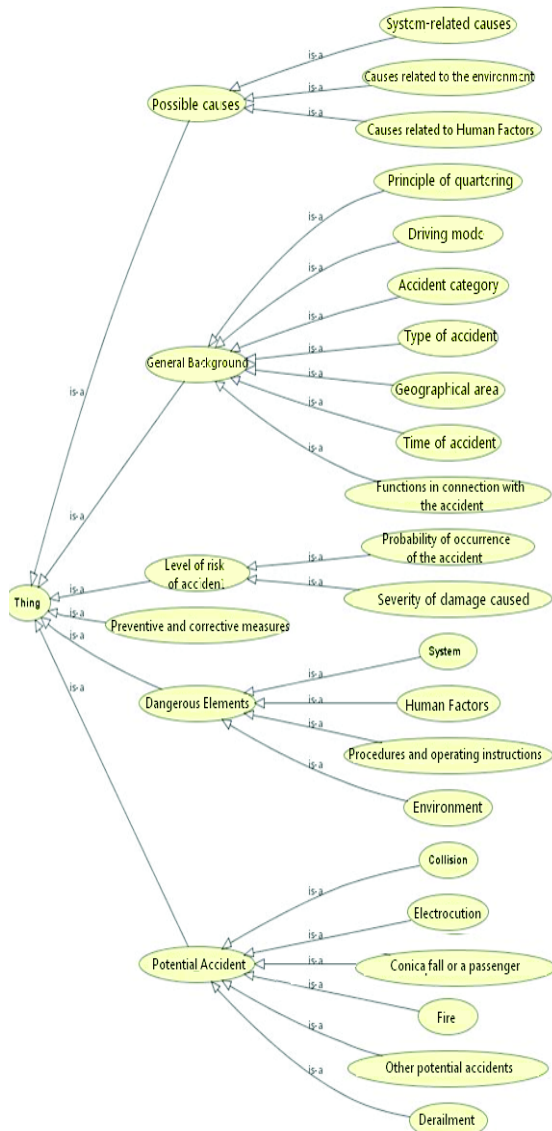 System-related causes
is-a
Causes related to the environment
is-a
Possible causes
is-a
Causes related to Human Factors
Principle of quartoring
is-a
Driving mode
is-a
Accident category
is-a
Type of accident
is-a
General Background
is-a
Geographical area
is-a
is-a
Time of accident
is-a
Functions in connection with
the accident
is-a
Probability of occurrence
of the accident
is-a
Level of risk
of accident
is-a
Severity of damage caused
is-a
Thing
is-a
Preventive and corrective measures
is-a
System
is-a
is-a
Human Factors
Dangerous Elements
is-a
Procedures and operating instructions
is-a
Environment
Collision
is-a
Electrocution
is-a
Potential Accident
is-a
Conica fall or a passenger
is-a
Fire
is-a
Other potential accidents
is-a
Derailment